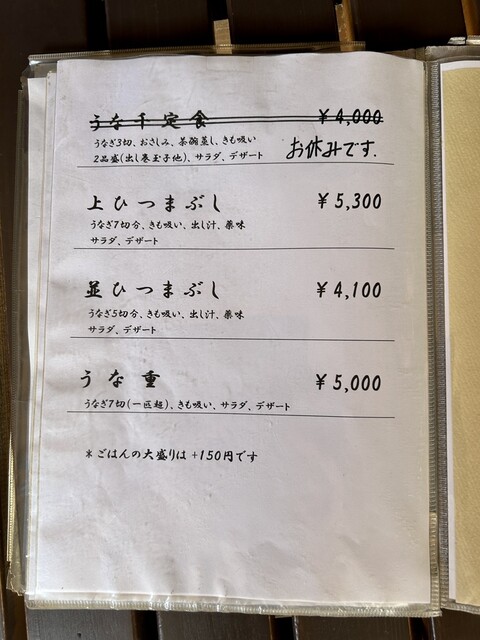 うな千定食 ¥4,000
うなぎ3切、おさしみ、茶碗蒸し、きも吸い
2品盛(出し巻玉子他)、サラダ、デザート お休みです.
上ひつまぶし ¥5,300
うなぎ7切分、きも吸い、出し汁、薬味
サラダ、デザート
並ひつまぶし ¥4,100
うなぎ5切分、きも吸い、出し汁、薬味
サラダ、デザート
うな重 ¥5,000
うなぎ7切(一匹超)、きも吸い、サラダ、デザート
*ごはんの大盛りは+150円です